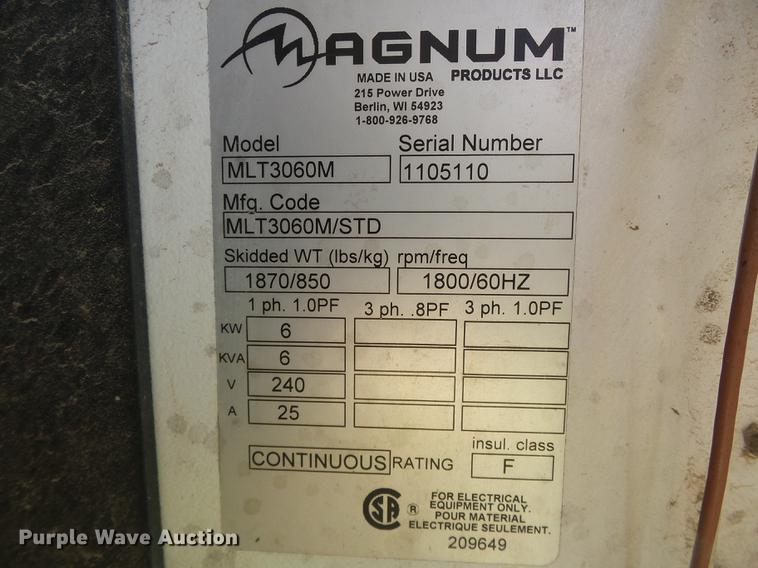 MAGNUM™
PRODUCTS LLC
MADE IN USA
215 Power Drive
Berlin, WI 54923
1-800-926-9768
Model Serial Number
MLT3060M 1105110
Mfg. Code
MLT3060M/STD
Skidded WT (lbs/kg) rpm/freq
1870/850 1800/60HZ
1 ph. 1.0PF 3 ph. .8PF 3 ph. 1.0PF
KW 6
KVA 6
V 240
A 25
insul. class
CONTINUOUS RATING F
SA ®
FOR ELECTRICAL
EQUIPMENT ONLY.
POUR MATERIAL
ELECTRIQUE SEULEMENT.
209649
Purple Wave Auction